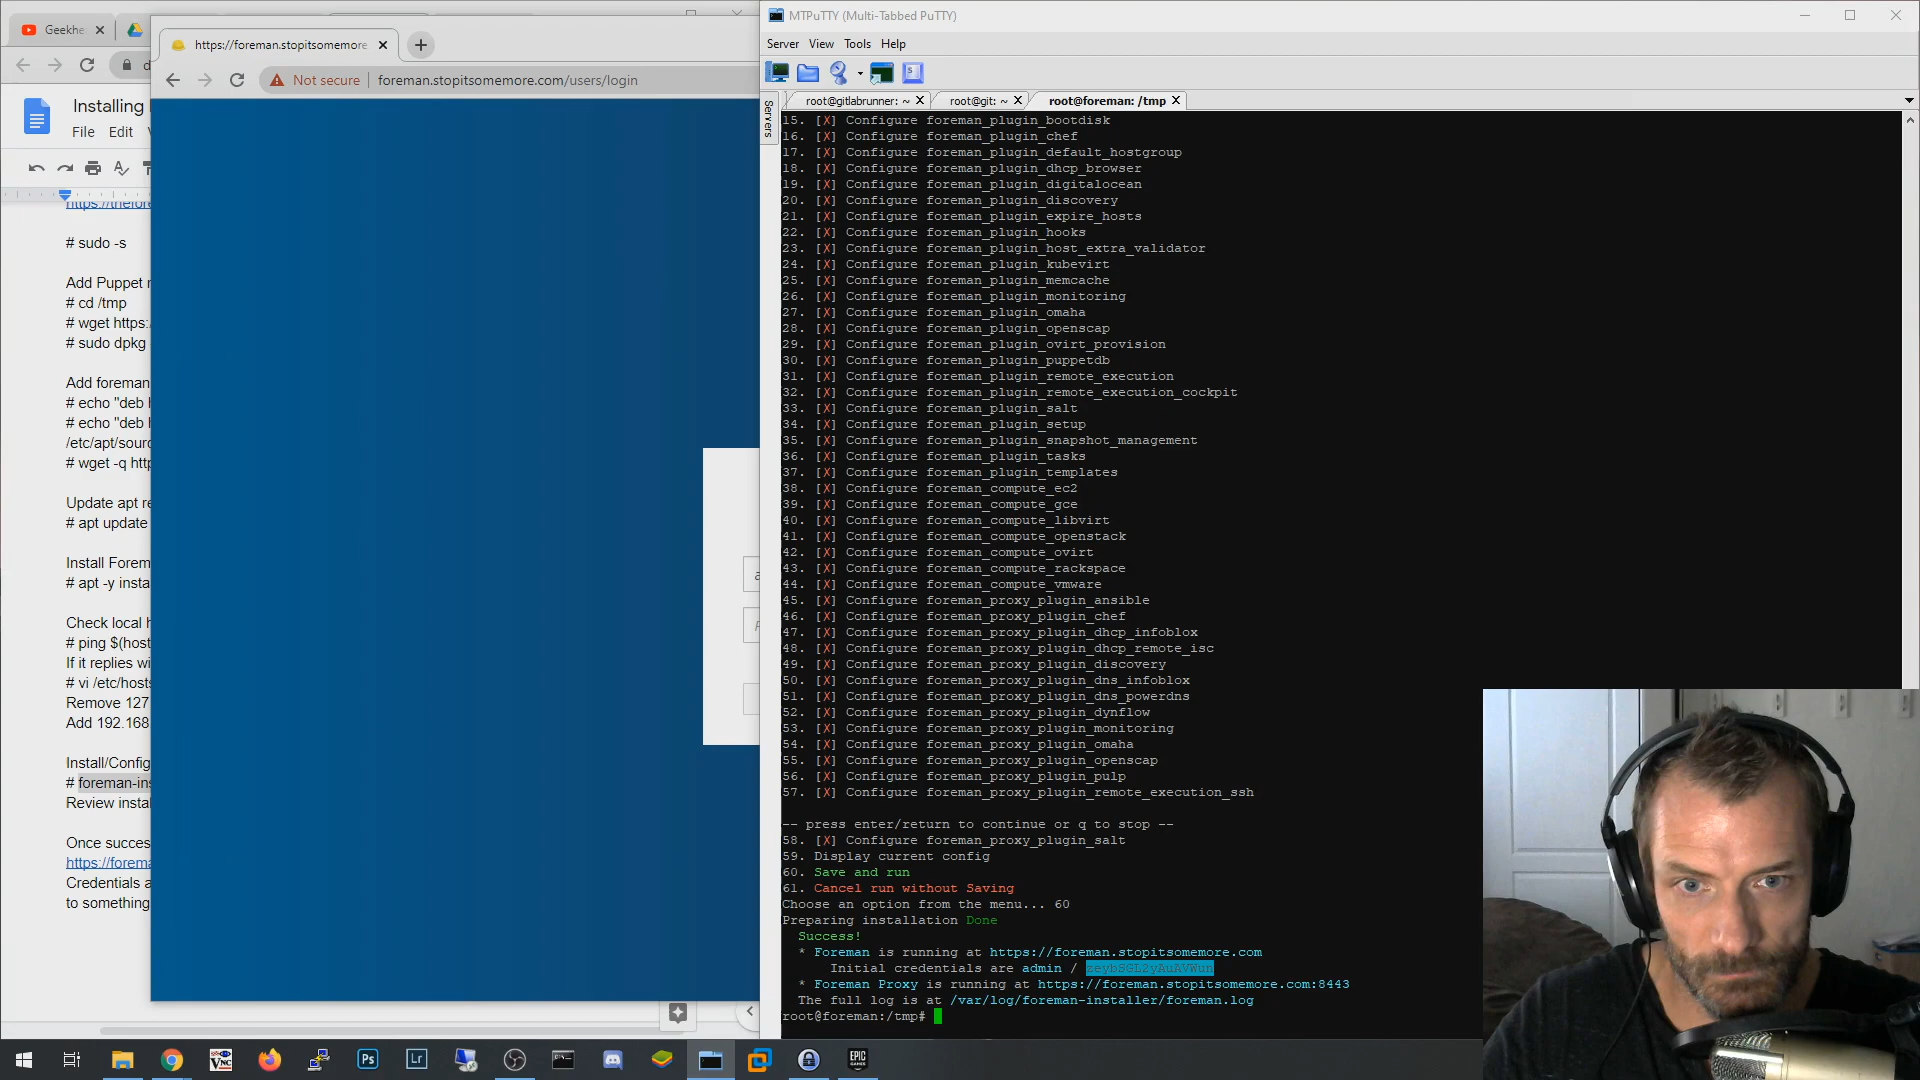 Geekhe
https://foreman.stopitsomemore
Not secure
foreman.stopitsomemore.com/users/login
Installing
File Edit
# sudo -s
Add Puppet r
# cd /tmp
# wget https:
# sudo dpkg
Add foreman
# echo "deb h
# echo "deb h
/etc/apt/sourc
# wget -q http
Update apt re
# apt update
Install Forem
# apt -y insta
Check local h
# ping $(host
If it replies wi
# vi /etc/hosts
Remove 127
Add 192.168
Install/Config
# foreman-ins
Review instal
Once succes
https://forema
Credentials a
to something
MTPuTTY (Multi-Tabbed PuTTY)
Server View Tools Help
Servers
root@gitlabrunner: ~
root@git: ~
root@foreman: /tmp
15. [X] Configure foreman_plugin_bootdisk
16. [X] Configure foreman_plugin_chef
17. [X] Configure foreman_plugin_default_hostgroup
18. [X] Configure foreman_plugin_dhcp_browser
19. [X] Configure foreman_plugin_digitalocean
20. [X] Configure foreman_plugin_discovery
21. [X] Configure foreman_plugin_expire_hosts
22. [X] Configure foreman_plugin_hooks
23. [X] Configure foreman_plugin_host_extra_validator
24. [X] Configure foreman_plugin_kubevirt
25. [X] Configure foreman_plugin_memcache
26. [X] Configure foreman_plugin_monitoring
27. [X] Configure foreman_plugin_omaha
28. [X] Configure foreman_plugin_openscap
29. [X] Configure foreman_plugin_ovirt_provision
30. [X] Configure foreman_plugin_puppetdb
31. [X] Configure foreman_plugin_remote_execution
32. [X] Configure foreman_plugin_remote_execution_cockpit
33. [X] Configure foreman_plugin_salt
34. [X] Configure foreman_plugin_setup
35. [X] Configure foreman_plugin_snapshot_management
36. [X] Configure foreman_plugin_tasks
37. [X] Configure foreman_plugin_templates
38. [X] Configure foreman_compute_ec2
39. [X] Configure foreman_compute_gce
40. [X] Configure foreman_compute_libvirt
41. [X] Configure foreman_compute_openstack
42. [X] Configure foreman_compute_ovirt
43. [X] Configure foreman_compute_rackspace
44. [X] Configure foreman_compute_vmware
45. [X] Configure foreman_proxy_plugin_ansible
46. [X] Configure foreman_proxy_plugin_chef
47. [X] Configure foreman_proxy_plugin_dhcp_infoblox
48. [X] Configure foreman_proxy_plugin_dhcp_remote_isc
49. [X] Configure foreman_proxy_plugin_discovery
50. [X] Configure foreman_proxy_plugin_dns_infoblox
51. [X] Configure foreman_proxy_plugin_dns_powerdns
52. [X] Configure foreman_proxy_plugin_dynflow
53. [X] Configure foreman_proxy_plugin_monitoring
54. [X] Configure foreman_proxy_plugin_omaha
55. [X] Configure foreman_proxy_plugin_openscap
56. [X] Configure foreman_proxy_plugin_pulp
57. [X] Configure foreman_proxy_plugin_remote_execution_ssh
-- press enter/return to continue or q to stop --
58. [X] Configure foreman_proxy_plugin_salt
59. Display current config
60. Save and run
61. Cancel run without Saving
Choose an option from the menu... 60
Preparing installation Done
Success!
* Foreman is running at https://foreman.stopitsomemore.com
Initial credentials are admin /
* Foreman Proxy is running at https://foreman.stopitsomemore.com:8443
The full log is at /var/log/foreman-installer/foreman.log
root@foreman:/tmp#
Ps
Lr
EPIC
GAMES